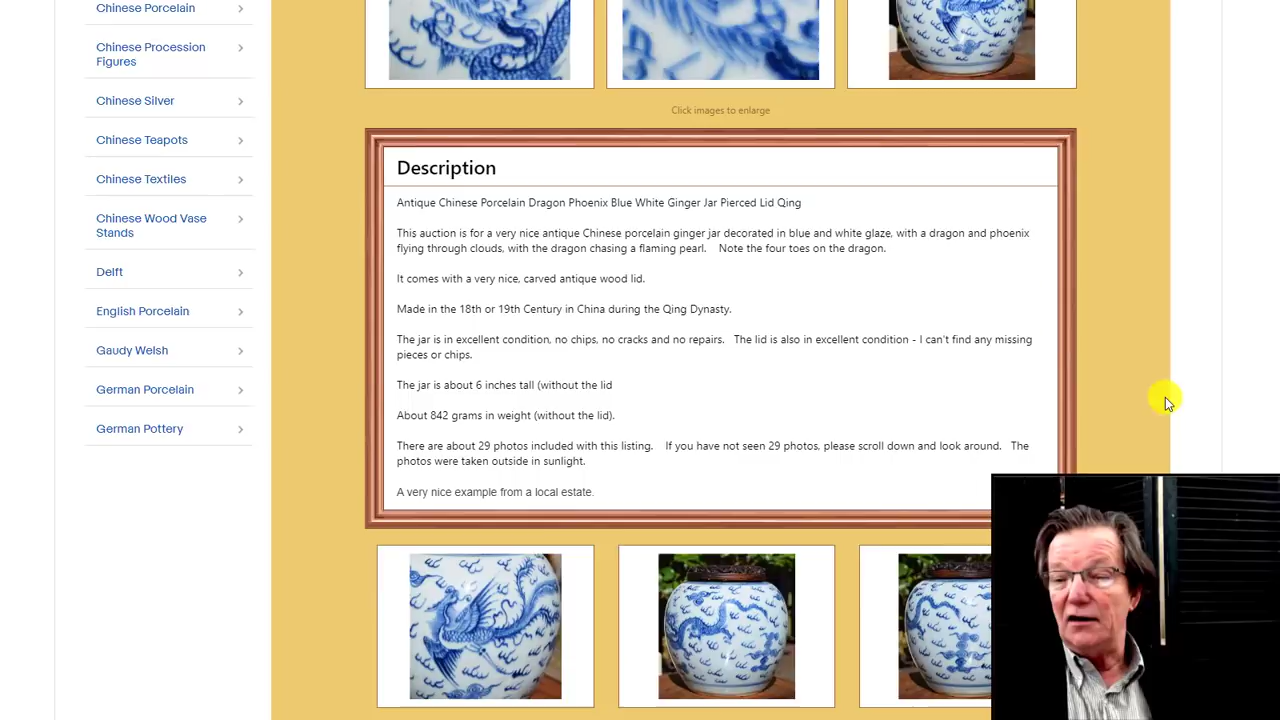 Chinese Porcelain
Chinese Procession
Figures
Chinese Silver
Chinese Teapots
Chinese Textiles
Chinese Wood Vase
Stands
Delft
English Porcelain
Gaudy Welsh
German Porcelain
German Pottery
Click images to enlarge
Description
Antique Chinese Porcelain Dragon Phoenix Blue White Ginger Jar Pierced Lid Qing
This auction is for a very nice antique Chinese porcelain ginger jar decorated in blue and white glaze, with a dragon and phoenix
flying through clouds, with the dragon chasing a flaming pearl. Note the four toes on the dragon.
It comes with a very nice, carved antique wood lid.
Made in the 18th or 19th Century in China during the Qing Dynasty.
The jar is in excellent condition, no chips, no cracks and no repairs. The lid is also in excellent condition - I can't find any missing
pieces or chips.
The jar is about 6 inches tall (without the lid
About 842 grams in weight (without the lid).
There are about 29 photos included with this listing. If you have not seen 29 photos, please scroll down and look around. The
photos were taken outside in sunlight.
A very nice example from a local estate.